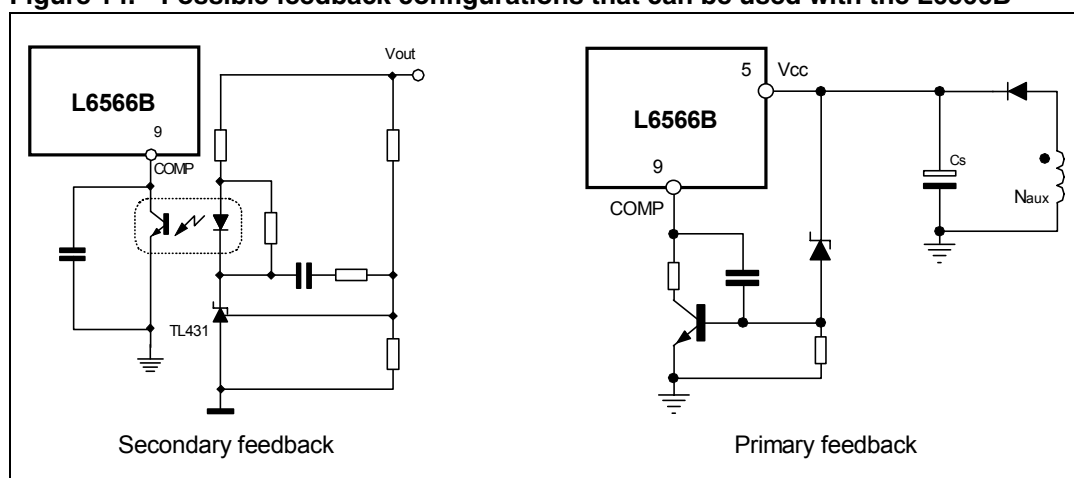 Figure 14. Possible feedback configurations that can be used with the L6566B
Vout
L6566B
9
COMP
TL431
Secondary feedback
5 Vcc
L6566B
9
COMP
Cs
Naux
Primary feedback